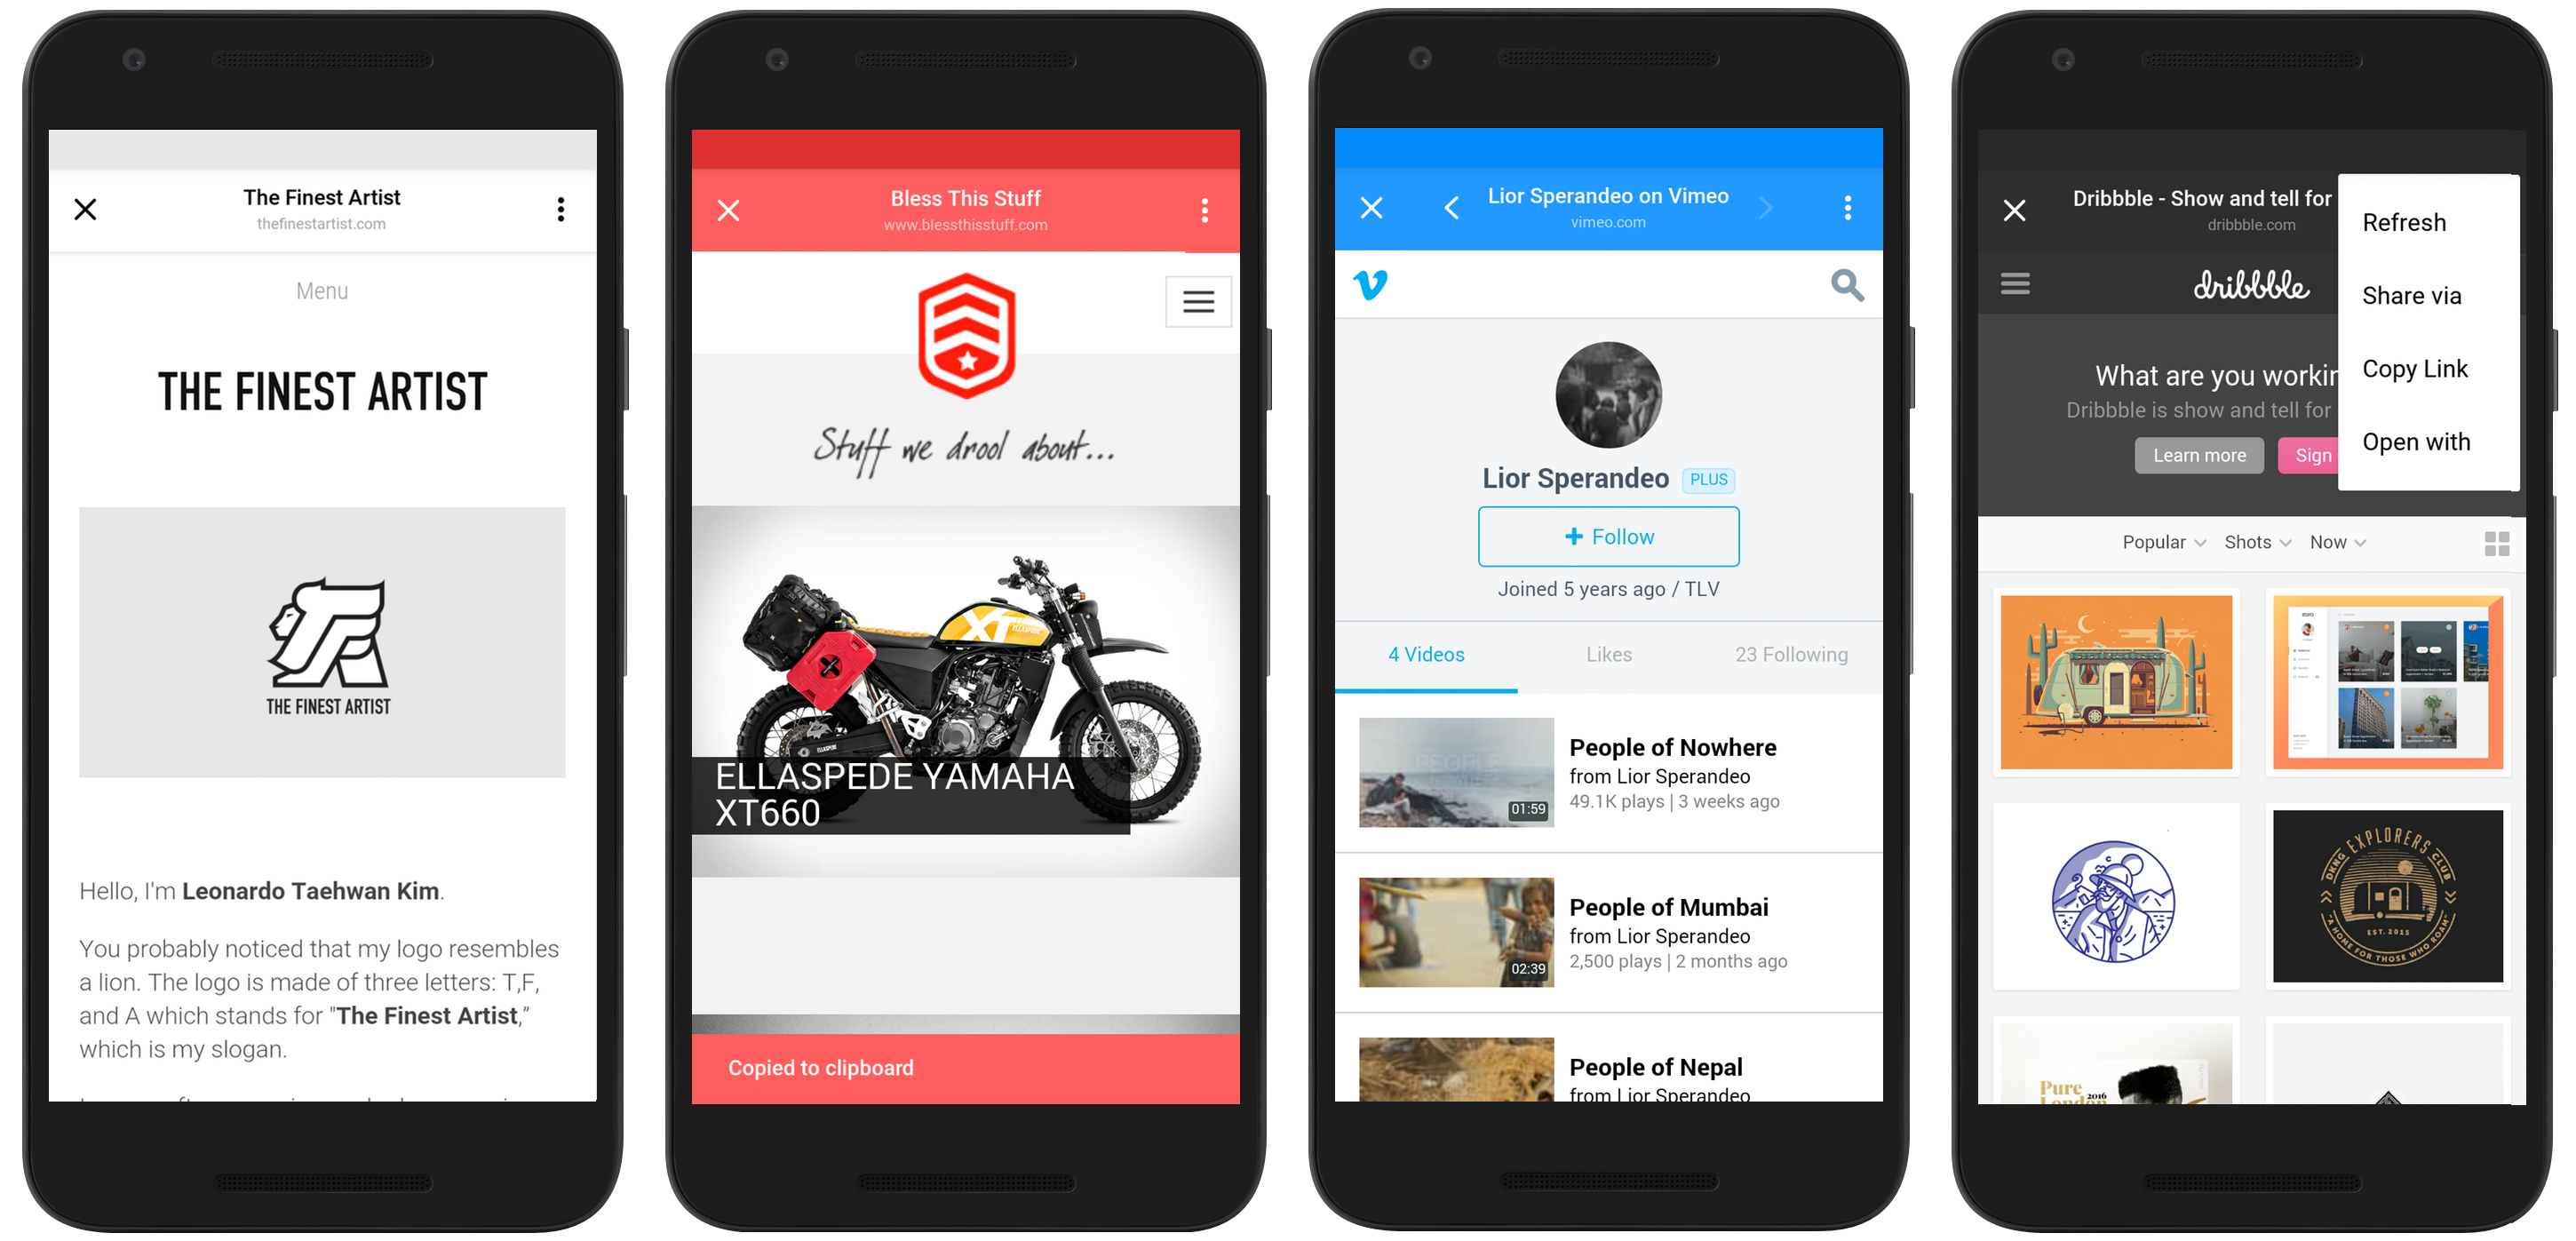 The Finest Artist
thefinestartist.com
Menu
THE FINEST ARTIST
THE FINEST ARTIST
Hello, I'm Leonardo Taehwan Kim.
You probably noticed that my logo resembles
a lion. The logo is made of three letters: T,F,
and A which stands for "The Finest Artist,"
which is my slogan.
Bless This Stuff
www.blessthisstuff.com
Stuff we drool about...
XT
ELLASPEDE
ELLASPEDE
ELLASPEDE YAMAHA
XT660
Copied to clipboard
Lior Sperandeo on Vimeo
vimeo.com
Lior Sperandeo PLUS
+ Follow
Joined 5 years ago / TLV
4 Videos Likes 23 Following
PEOPLE
01:59
People of Nowhere
from Lior Sperandeo
49.1K plays | 3 weeks ago
02:39
People of Mumbai
from Lior Sperandeo
2,500 plays | 2 months ago
People of Nepal
from Lior Sperandeo
Dribbble - Show and tell for
dribbble.com
Refresh
Share via
Copy Link
Open with
dribbble
What are you workin
Dribbble is show and tell for
Learn more Sign
Popular Shots Now
DKNG EXPLORERS CLUB
EST. 2015
A HOME FOR THOSE WHO ROAM
Pure
London
2016